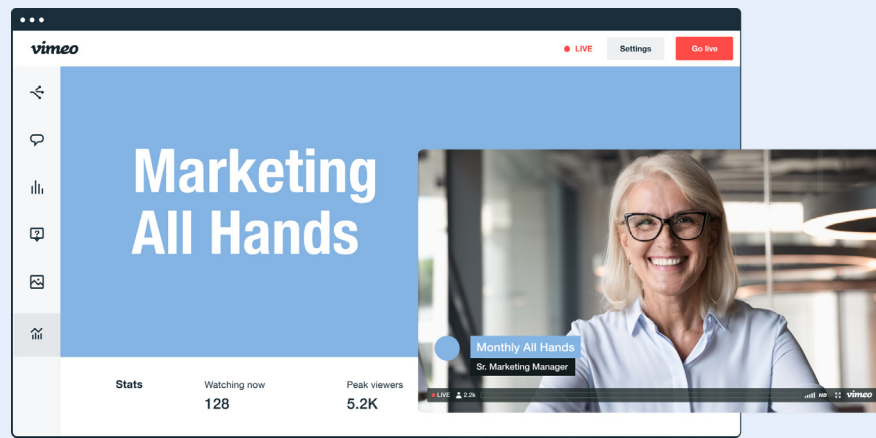 vimeo
LIVE
Settings
Go live
Marketing
All Hands
Monthly All Hands
Sr. Marketing Manager
LIVE 2.2k
HD vimeo
Stats
Watching now
128
Peak viewers
5.2K